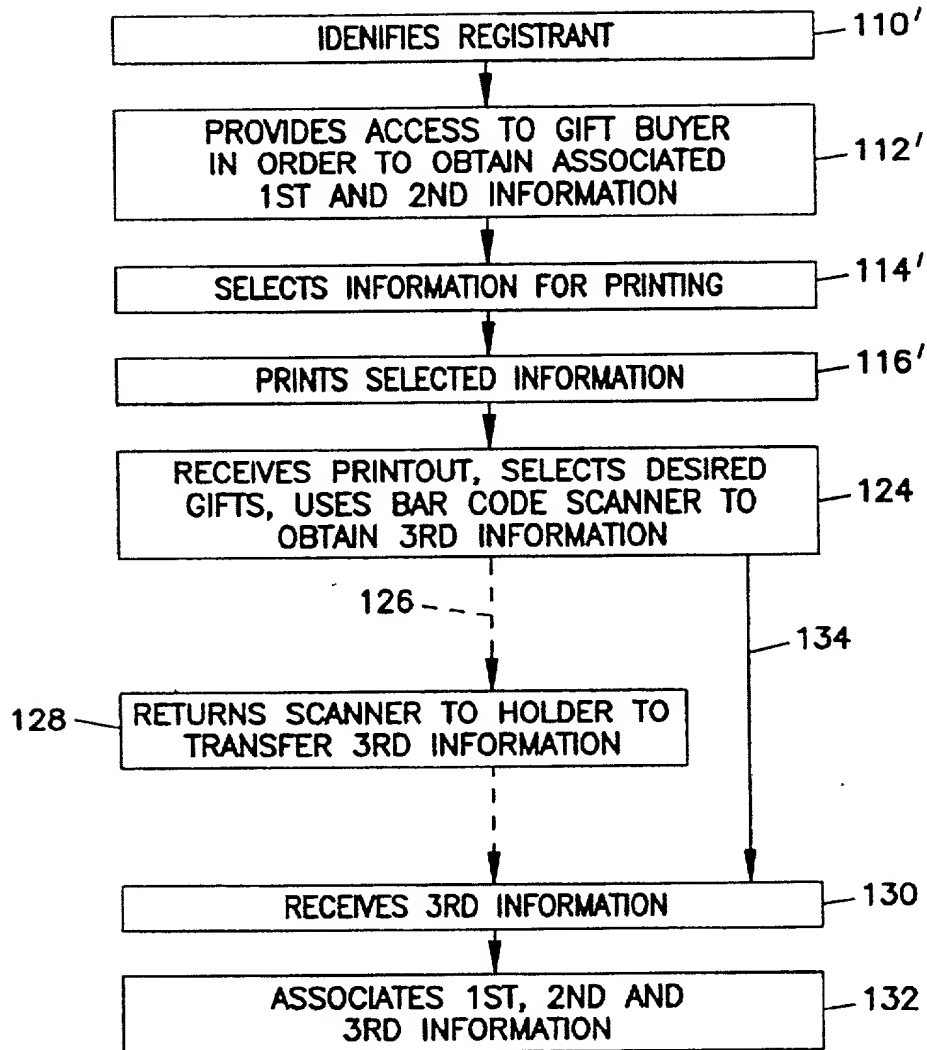 IDENIFIES REGISTRANT
110'
PROVIDES ACCESS TO GIFT BUYER
IN ORDER TO OBTAIN ASSOCIATED
1ST AND 2ND INFORMATION
112'
SELECTS INFORMATION FOR PRINTING
114'
PRINTS SELECTED INFORMATION
116'
RECEIVES PRINTOUT, SELECTS DESIRED
GIFTS, USES BAR CODE SCANNER TO
OBTAIN 3RD INFORMATION
124
126
134
128
RETURNS SCANNER TO HOLDER TO
TRANSFER 3RD INFORMATION
RECEIVES 3RD INFORMATION
130
ASSOCIATES 1ST, 2ND AND
3RD INFORMATION
132